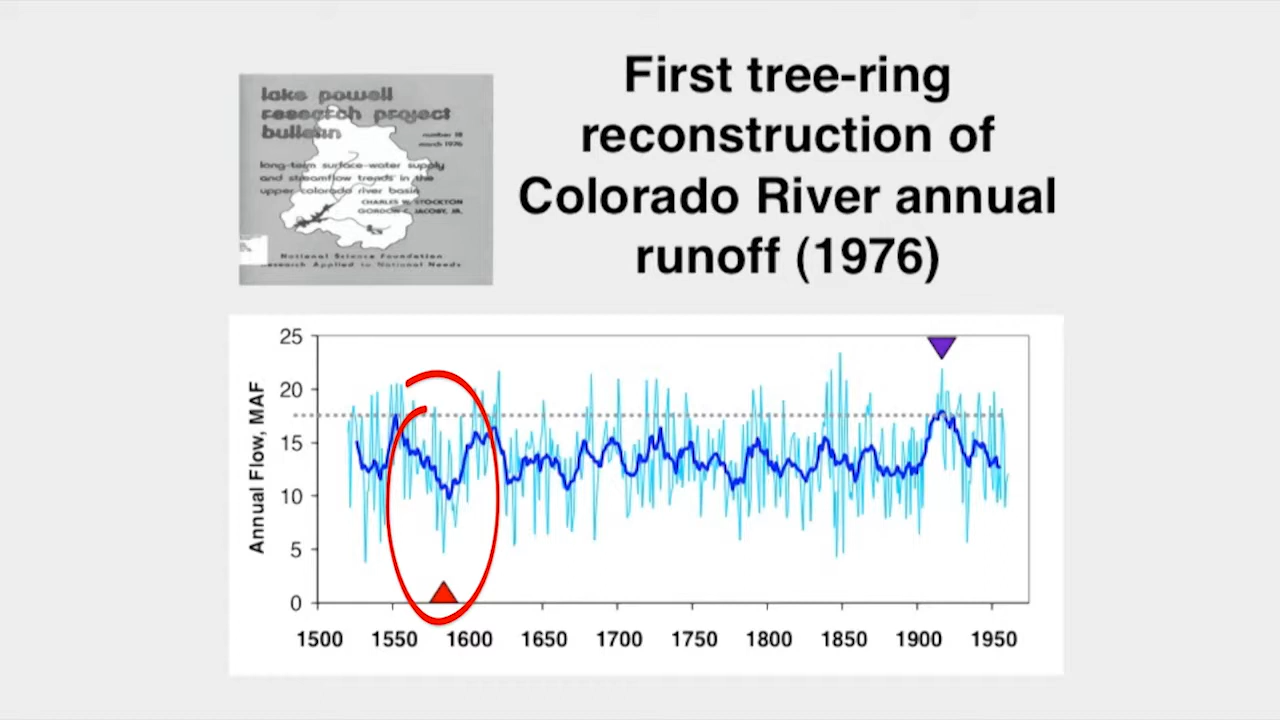 First tree-ring
reconstruction of
Colorado River annual
runoff (1976)
lake powell
research project
bulletin
number 18
march 1976
long-term surface-water supply
and streamflow trends in the
upper colorado river basin
CHARLES W. STOCKTON
GORDON C. JACOBY, JR.
National Science Foundation
Research Applied to National Needs
Annual Flow, MAF
25
20
15
10
5
0
1500 1550 1600 1650 1700 1750 1800 1850 1900 1950